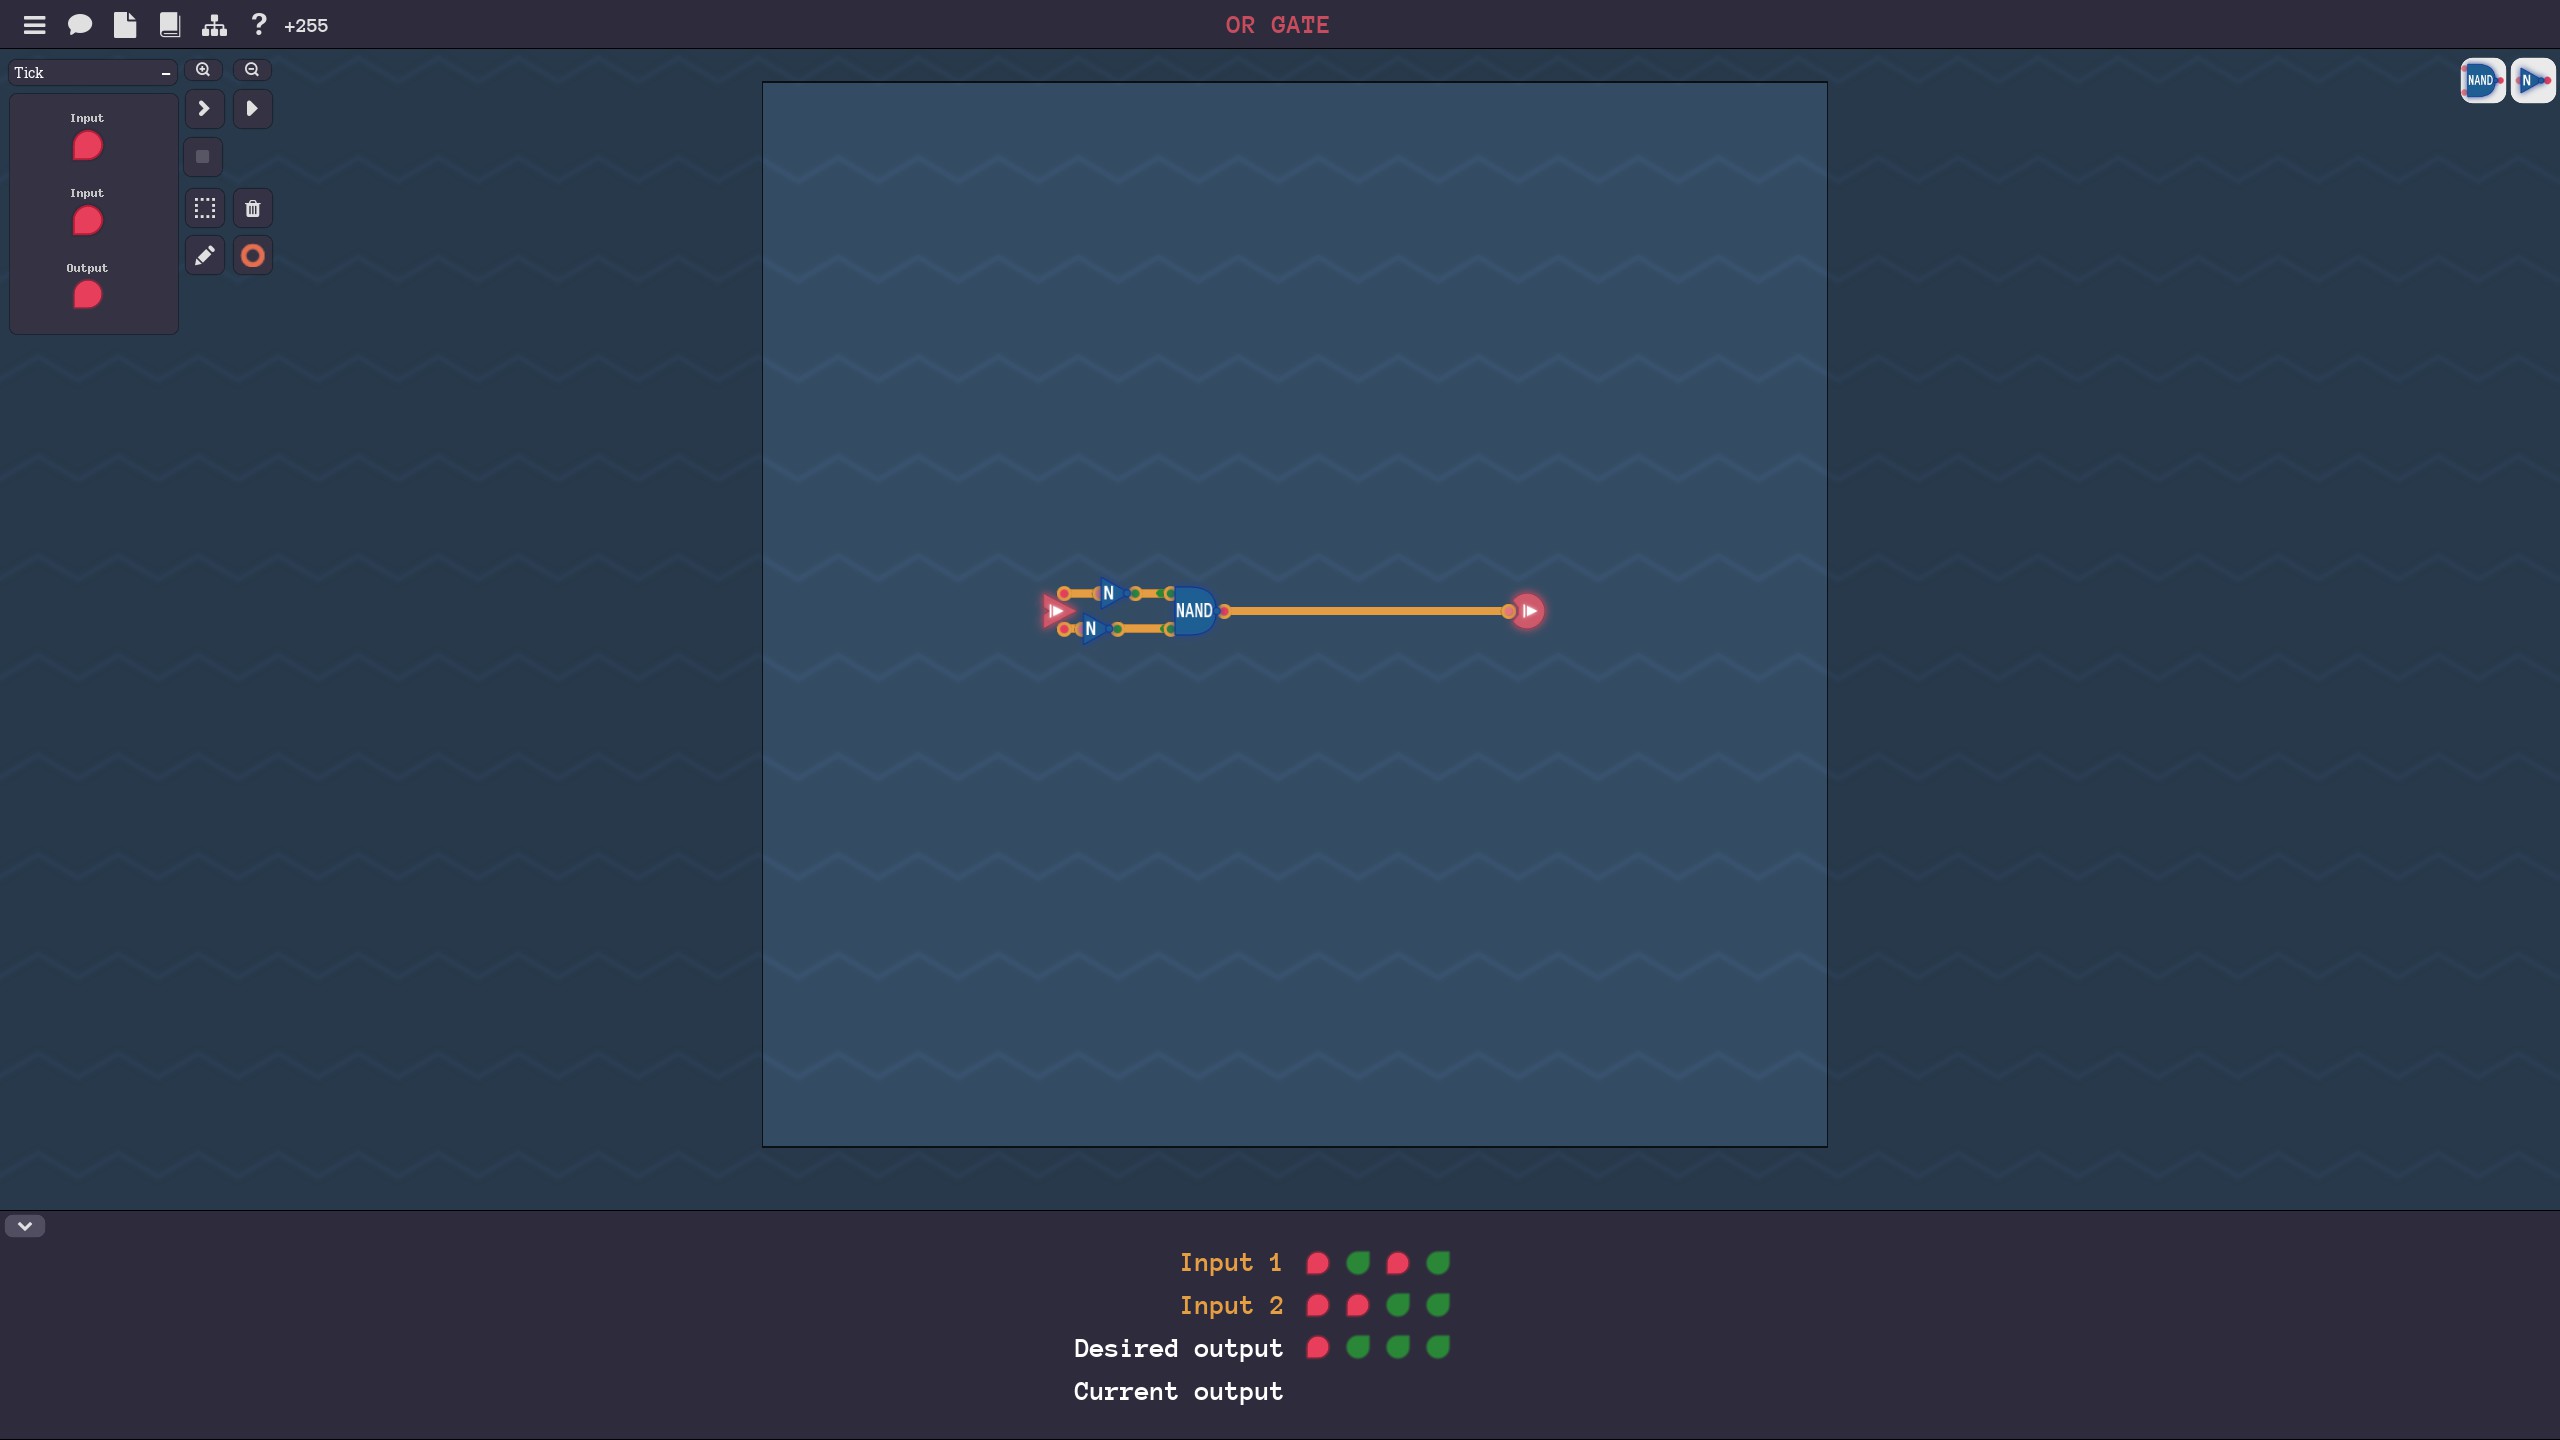 +255
OR GATE
Tick
Input
Input
Output
NAND
N
N
N
NAND
Input 1
Input 2
Desired output
Current output